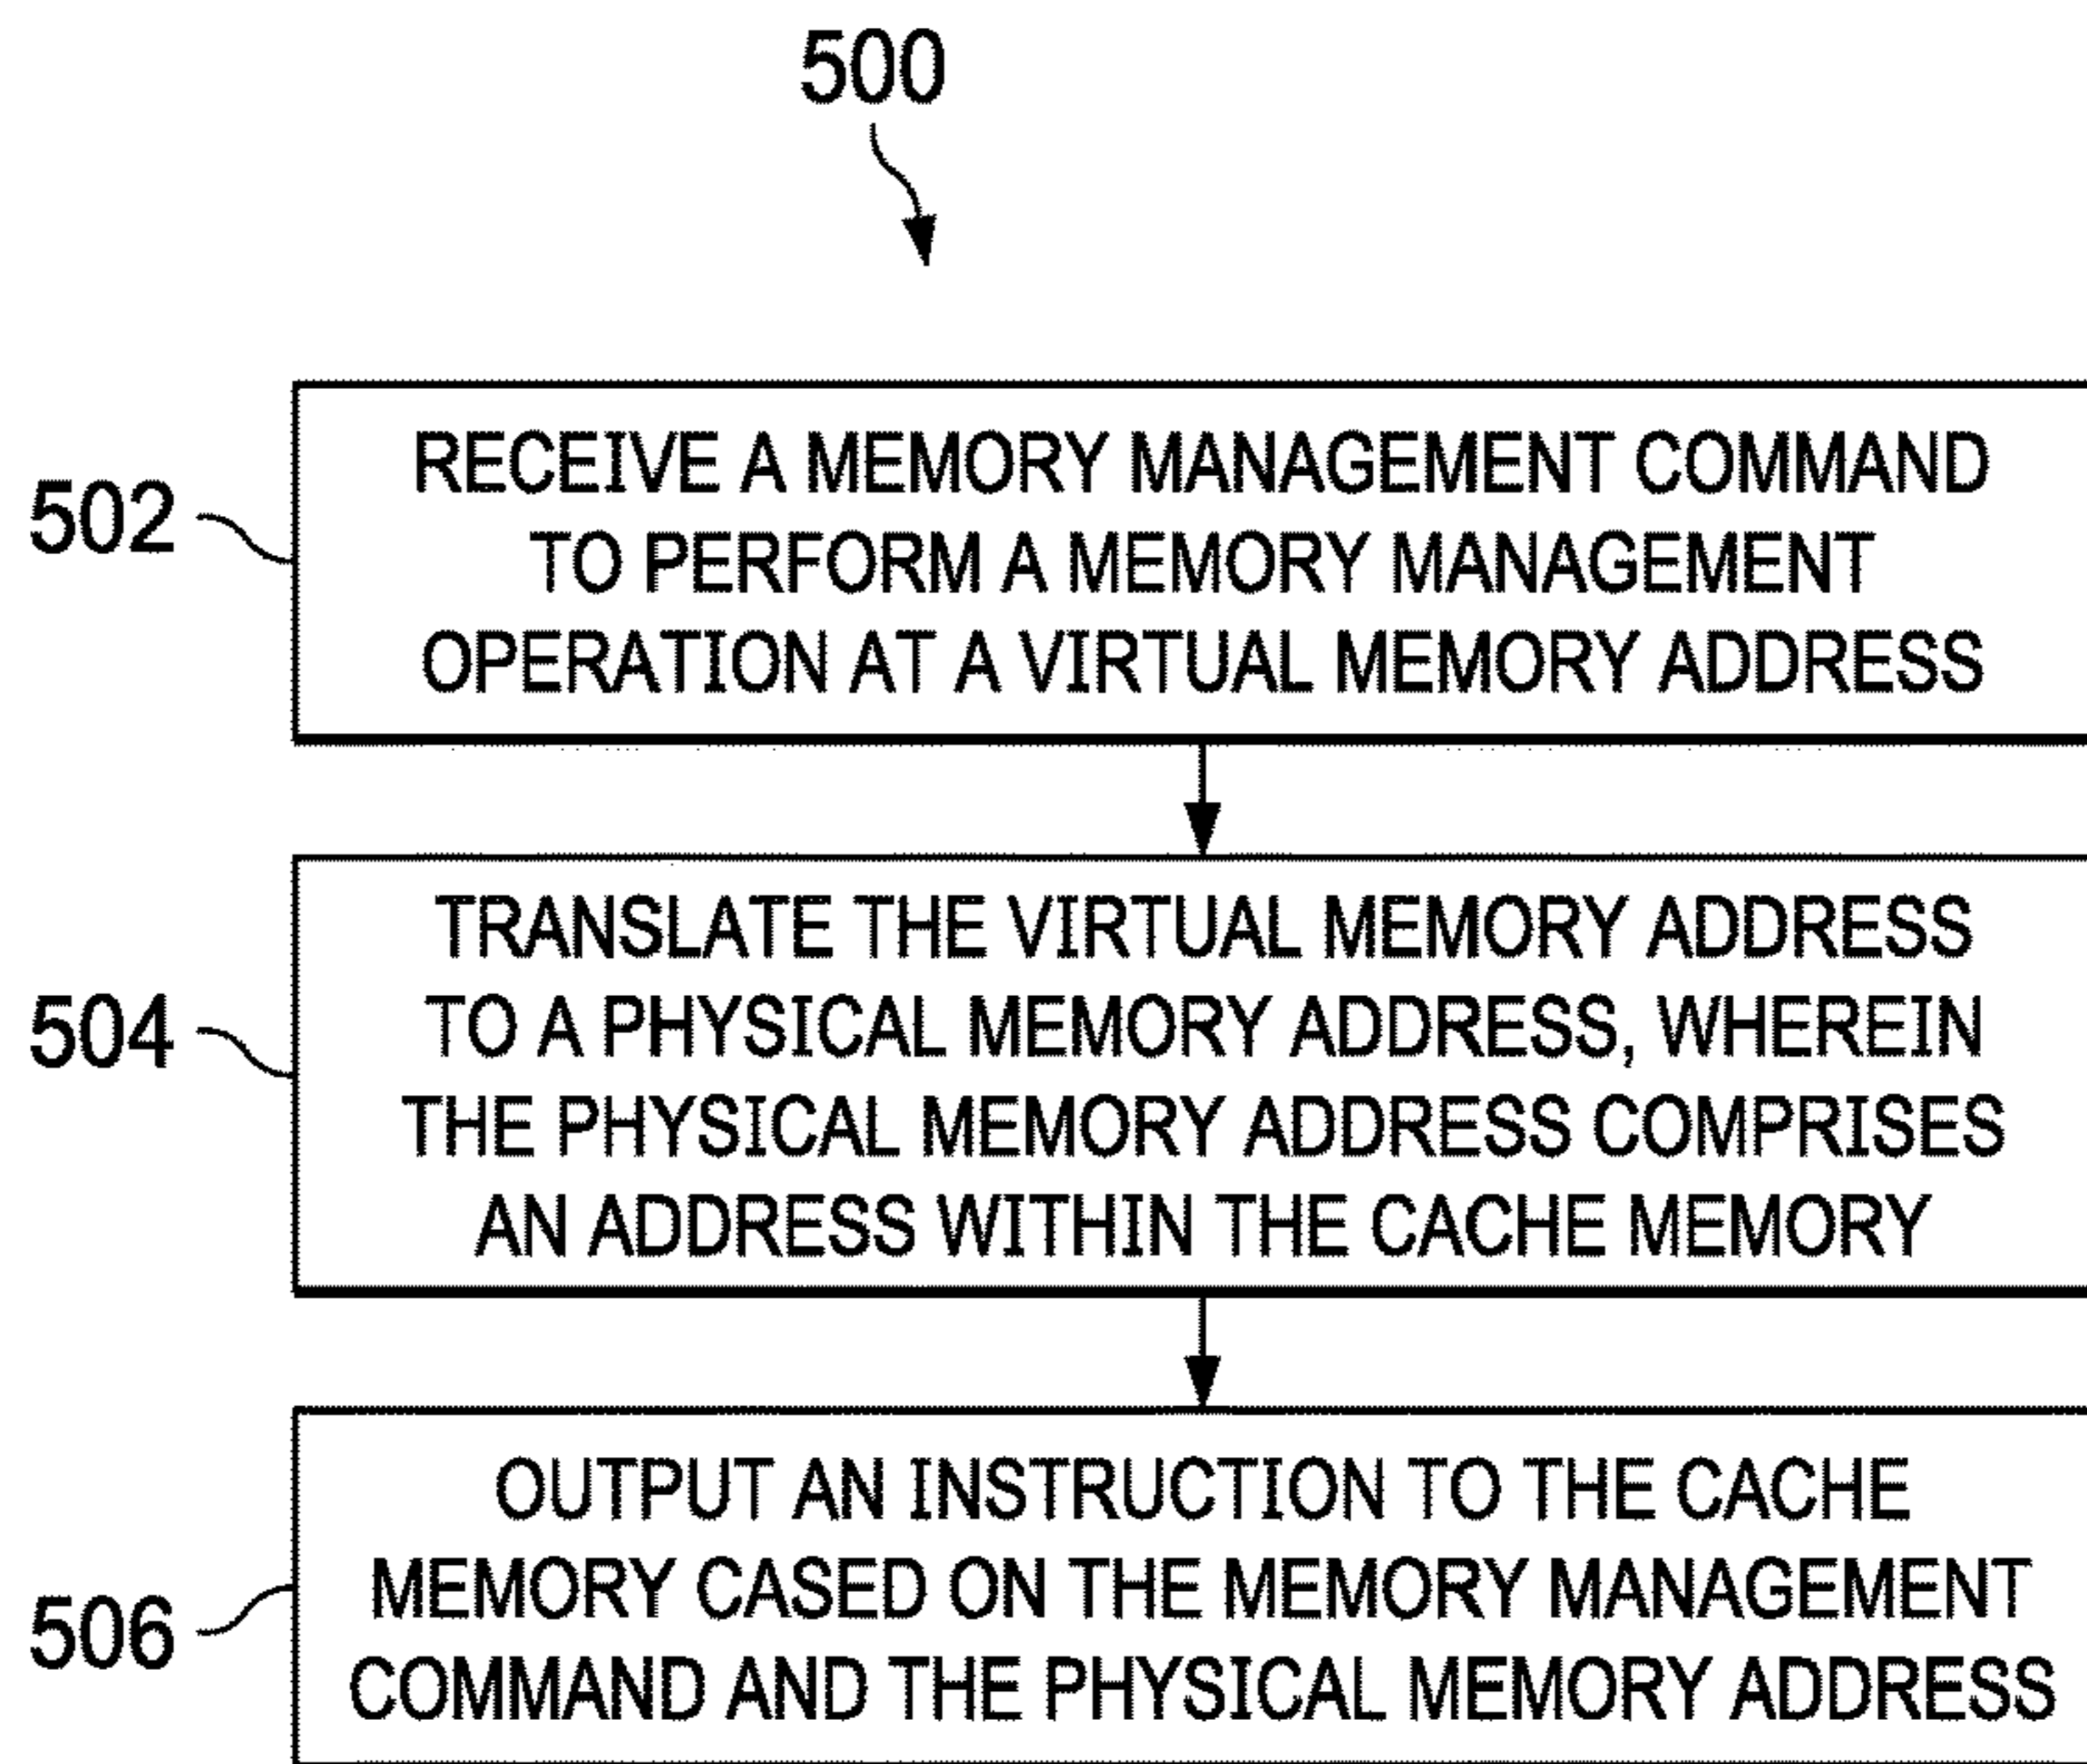 500
502
RECEIVE A MEMORY MANAGEMENT COMMAND
TO PERFORM A MEMORY MANAGEMENT
OPERATION AT A VIRTUAL MEMORY ADDRESS
504
TRANSLATE THE VIRTUAL MEMORY ADDRESS
TO A PHYSICAL MEMORY ADDRESS, WHEREIN
THE PHYSICAL MEMORY ADDRESS COMPRISES
AN ADDRESS WITHIN THE CACHE MEMORY
506
OUTPUT AN INSTRUCTION TO THE CACHE
MEMORY CASED ON THE MEMORY MANAGEMENT
COMMAND AND THE PHYSICAL MEMORY ADDRESS